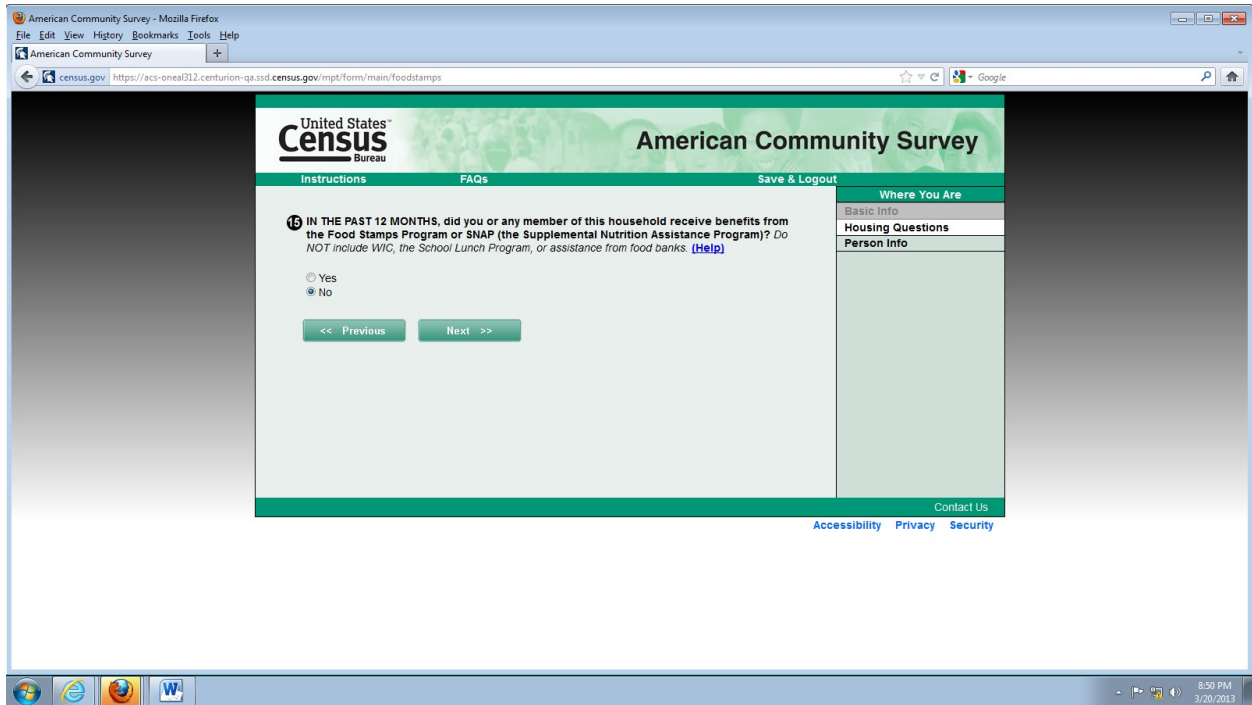 American Community Survey - Mozilla Firefox
File Edit View History Bookmarks Tools Help
American Community Survey +
census.gov https://acs-oneal312.centurion-qa.ssd.census.gov/mpt/form/main/foodstamps Google
United States™
Census
Bureau
American Community Survey
Instructions FAQs Save & Logout
Where You Are
Basic Info
Housing Questions
Person Info
15 IN THE PAST 12 MONTHS, did you or any member of this household receive benefits from
the Food Stamps Program or SNAP (the Supplemental Nutrition Assistance Program)? Do
NOT include WIC, the School Lunch Program, or assistance from food banks. (Help)
Yes
No
<< Previous Next >>
Contact Us
Accessibility Privacy Security
8:50 PM
3/20/2013